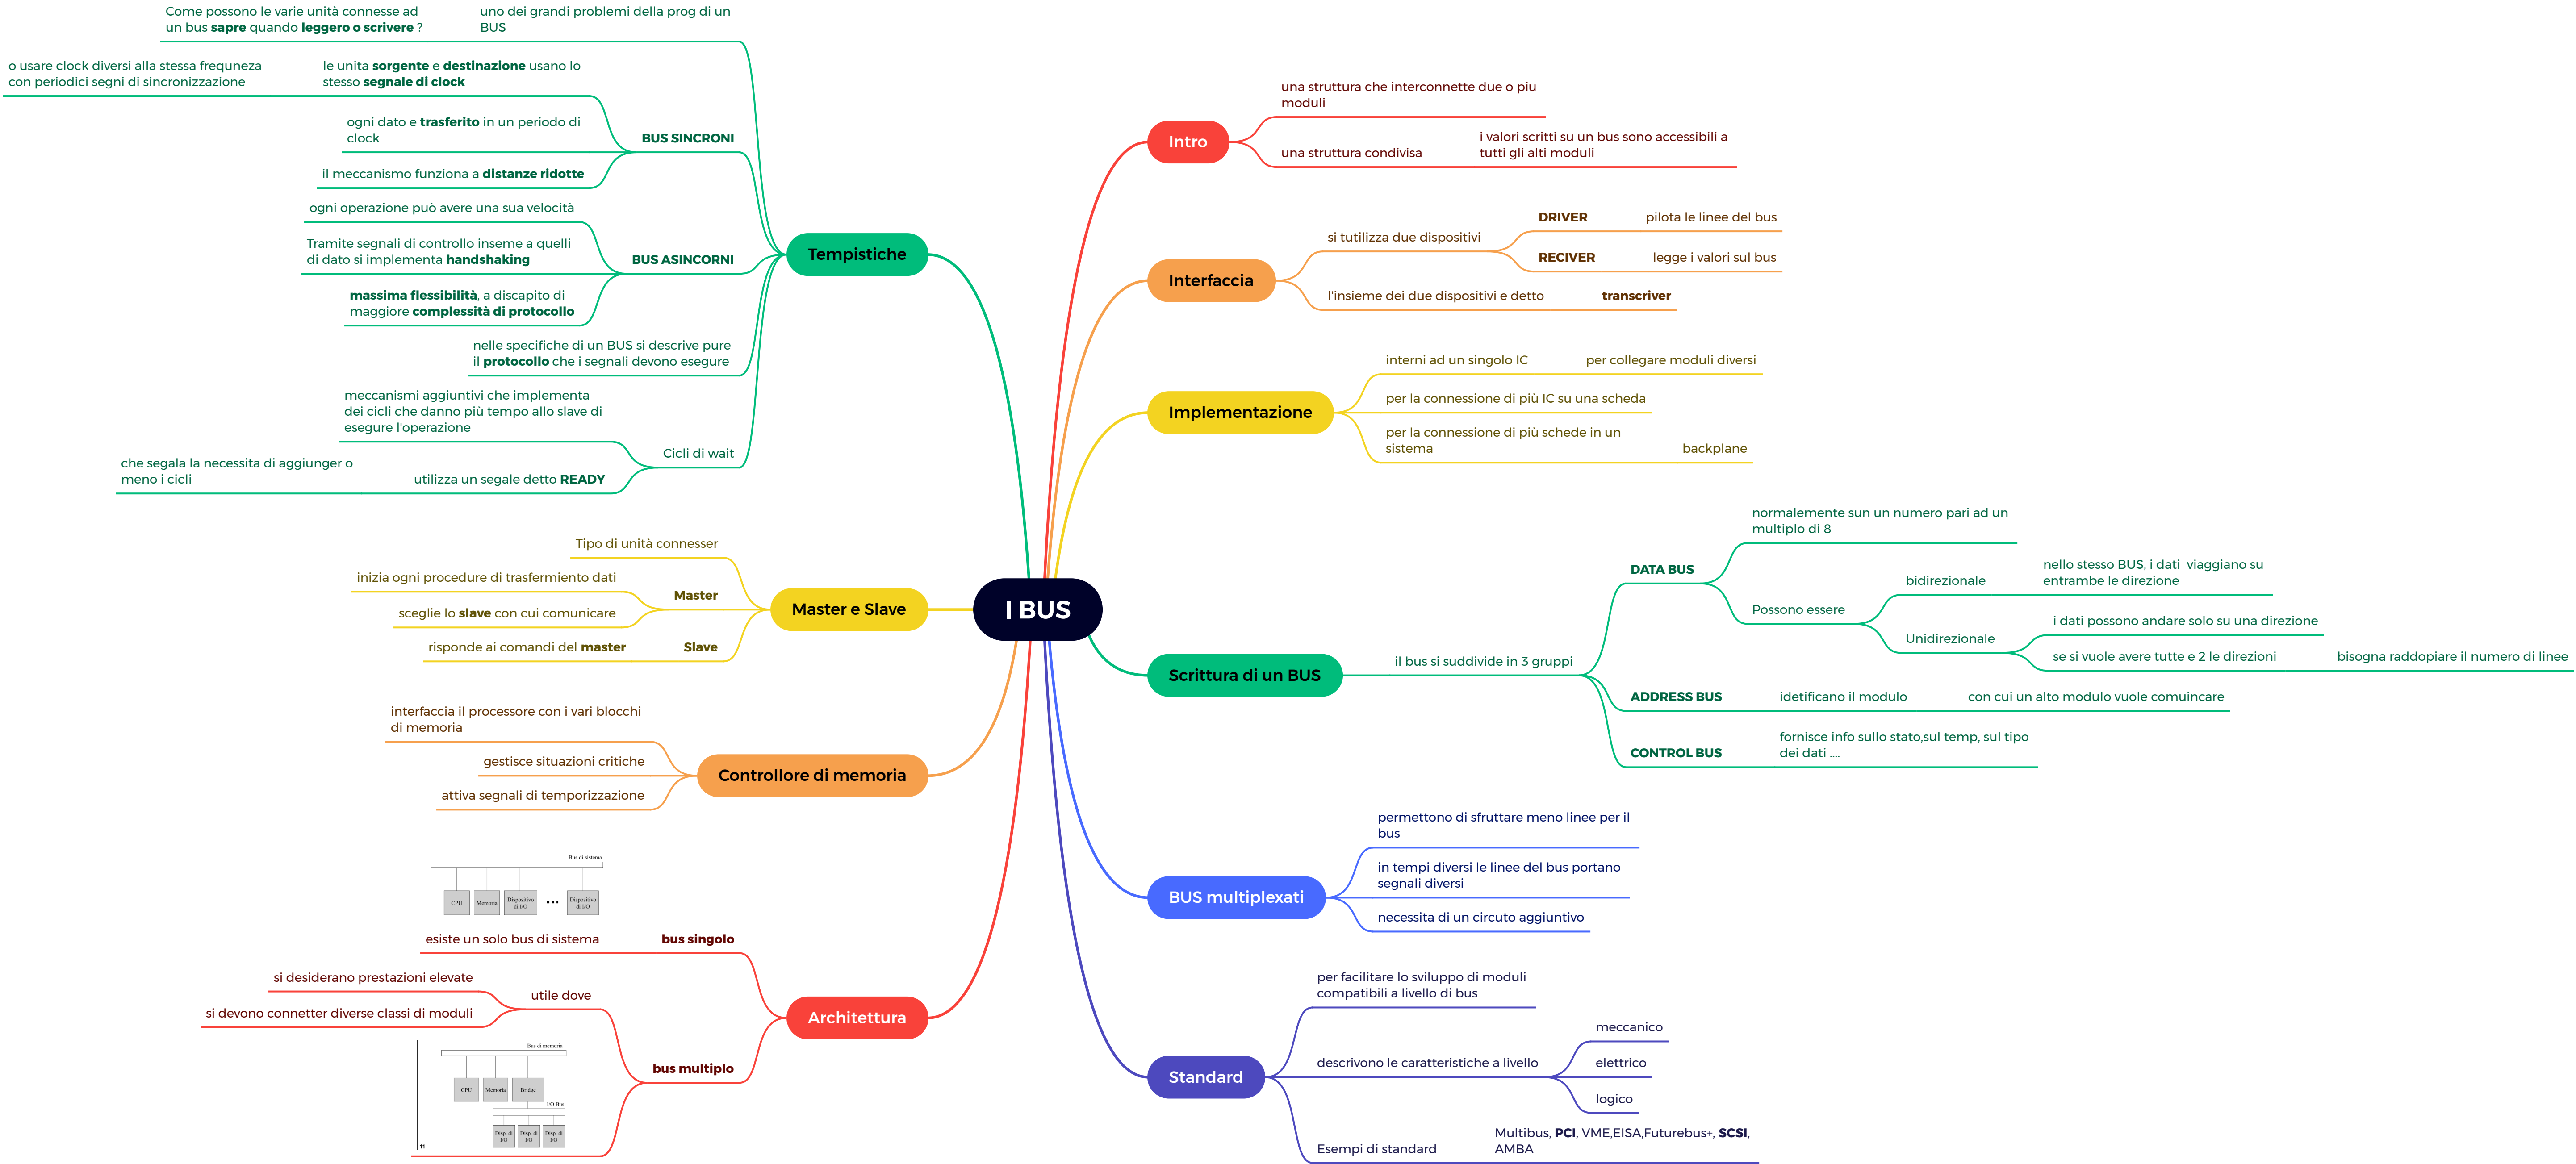 I BUS
Intro
una struttura che interconnette due o piu
moduli
una struttura condivisa
i valori scritti su un bus sono accessibili a
tutti gli alti moduli
Interfaccia
si tutilizza due dispositivi
DRIVER
pilota le linee del bus
RECIVER
legge i valori sul bus
l'insieme dei due dispositivi e detto
transcriver
Implementazione
interni ad un singolo IC
per collegare moduli diversi
per la connessione di più IC su una scheda
per la connessione di più schede in un
sistema
backplane
Scrittura di un BUS
il bus si suddivide in 3 gruppi
DATA BUS
normalemente sun un numero pari ad un
multiplo di 8
Possono essere
bidirezionale
nello stesso BUS, i dati  viaggiano su
entrambe le direzione
Unidirezionale
i dati possono andare solo su una direzione
se si vuole avere tutte e 2 le direzioni
bisogna raddopiare il numero di linee
ADDRESS BUS
idetificano il modulo
con cui un alto modulo vuole comuincare
CONTROL BUS
fornisce info sullo stato,sul temp, sul tipo
dei dati ....
BUS multiplexati
permettono di sfruttare meno linee per il
bus
in tempi diversi le linee del bus portano
segnali diversi
necessita di un circuto aggiuntivo
Standard
per facilitare lo sviluppo di moduli
compatibili a livello di bus
descrivono le caratteristiche a livello
meccanico
elettrico
logico
Esempi di standard
Multibus, PCI, VME,EISA,Futurebus+, SCSI,
AMBA
Tempistiche
uno dei grandi problemi della prog di un
BUS
Come possono le varie unità connesse ad
un bus sapre quando leggero o scrivere ?
BUS SINCRONI
le unita sorgente e destinazione usano lo
stesso segnale di clock
o usare clock diversi alla stessa frequneza
con periodici segni di sincronizzazione
ogni dato e trasferito in un periodo di
clock
il meccanismo funziona a distanze ridotte
BUS ASINCORNI
ogni operazione può avere una sua velocità
Tramite segnali di controllo inseme a quelli
di dato si implementa handshaking
massima flessibilità, a discapito di
maggiore complessità di protocollo
nelle specifiche di un BUS si descrive pure
il protocollo che i segnali devono esegure
Cicli di wait
meccanismi aggiuntivi che implementa
dei cicli che danno più tempo allo slave di
esegure l'operazione
utilizza un segale detto READY
che segala la necessita di aggiunger o
meno i cicli
Master e Slave
Tipo di unità connesser
Master
inizia ogni procedure di trasfermiento dati
sceglie lo slave con cui comunicare
Slave
risponde ai comandi del master
Controllore di memoria
interfaccia il processore con i vari blocchi
di memoria
gestisce situazioni critiche
attiva segnali di temporizzazione
Architettura
bus singolo
esiste un solo bus di sistema
Bus di sistema
CPU
Memoria
Dispositivo
di I/O
•••
Dispositivo
di I/O
bus multiplo
utile dove
si desiderano prestazioni elevate
si devono connetter diverse classi di moduli
Bus di memoria
CPU
Memoria
Bridge
I/O Bus
Disp. di
I/O
Disp. di
I/O
Disp. di
I/O
11